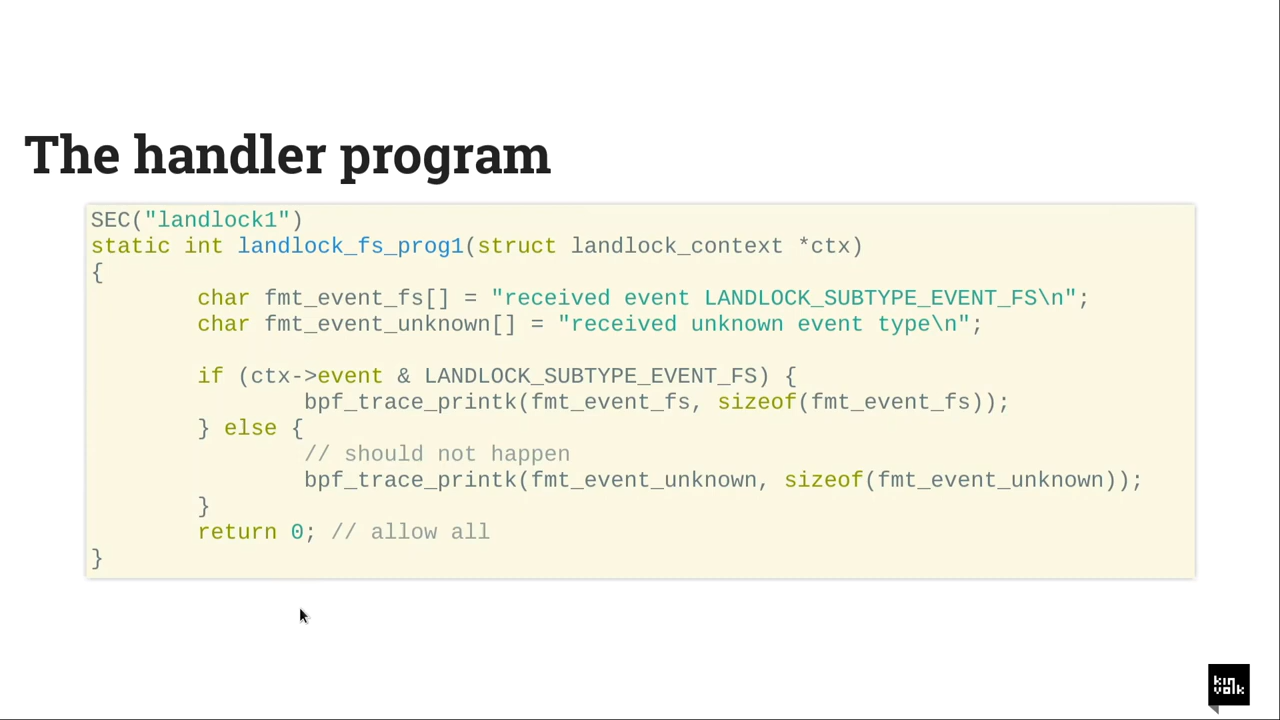 The handler program
SEC("landlock1")
static int landlock_fs_prog1(struct landlock_context *ctx)
{
        char fmt_event_fs[] = "received event LANDLOCK_SUBTYPE_EVENT_FS\n";
        char fmt_event_unknown[] = "received unknown event type\n";

        if (ctx->event & LANDLOCK_SUBTYPE_EVENT_FS) {
                bpf_trace_printk(fmt_event_fs, sizeof(fmt_event_fs));
        } else {
                // should not happen
                bpf_trace_printk(fmt_event_unknown, sizeof(fmt_event_unknown));
        }
        return 0; // allow all
}
kin
volk